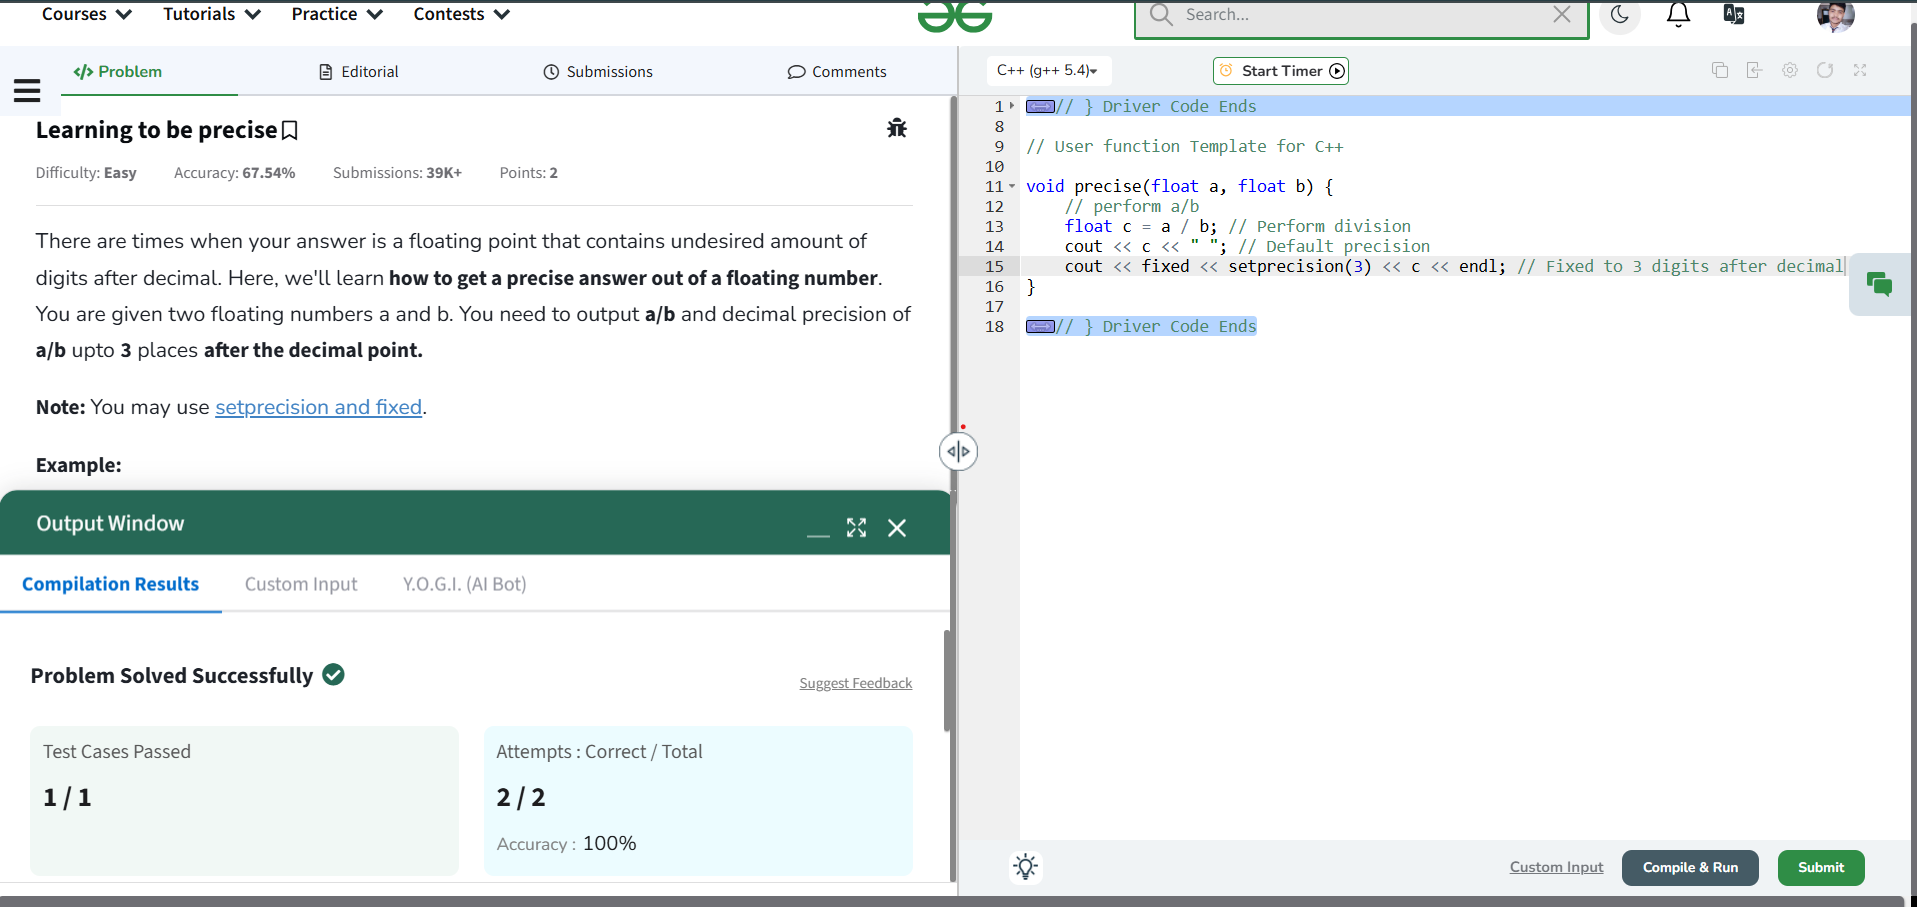 Courses Tutorials Practice Contests
Search...
</> Problem Editorial Submissions Comments
Learning to be precise
Difficulty: Easy Accuracy: 67.54% Submissions: 39K+ Points: 2
There are times when your answer is a floating point that contains undesired amount of
digits after decimal. Here, we'll learn how to get a precise answer out of a floating number.
You are given two floating numbers a and b. You need to output a/b and decimal precision of
a/b upto 3 places after the decimal point.
Note: You may use setprecision and fixed.
Example:
Output Window
Compilation Results Custom Input Y.O.G.I. (AI Bot)
Problem Solved Successfully
Suggest Feedback
Test Cases Passed
1 / 1
Attempts : Correct / Total
2 / 2
Accuracy : 100%
C++ (g++ 5.4) Start Timer
1 // } Driver Code Ends
8
9 // User function Template for C++
10
11 void precise(float a, float b) {
12 // perform a/b
13 float c = a / b; // Perform division
14 cout << c << " "; // Default precision
15 cout << fixed << setprecision(3) << c << endl; // Fixed to 3 digits after decimal
16 }
17
18 // } Driver Code Ends
Custom Input Compile & Run Submit